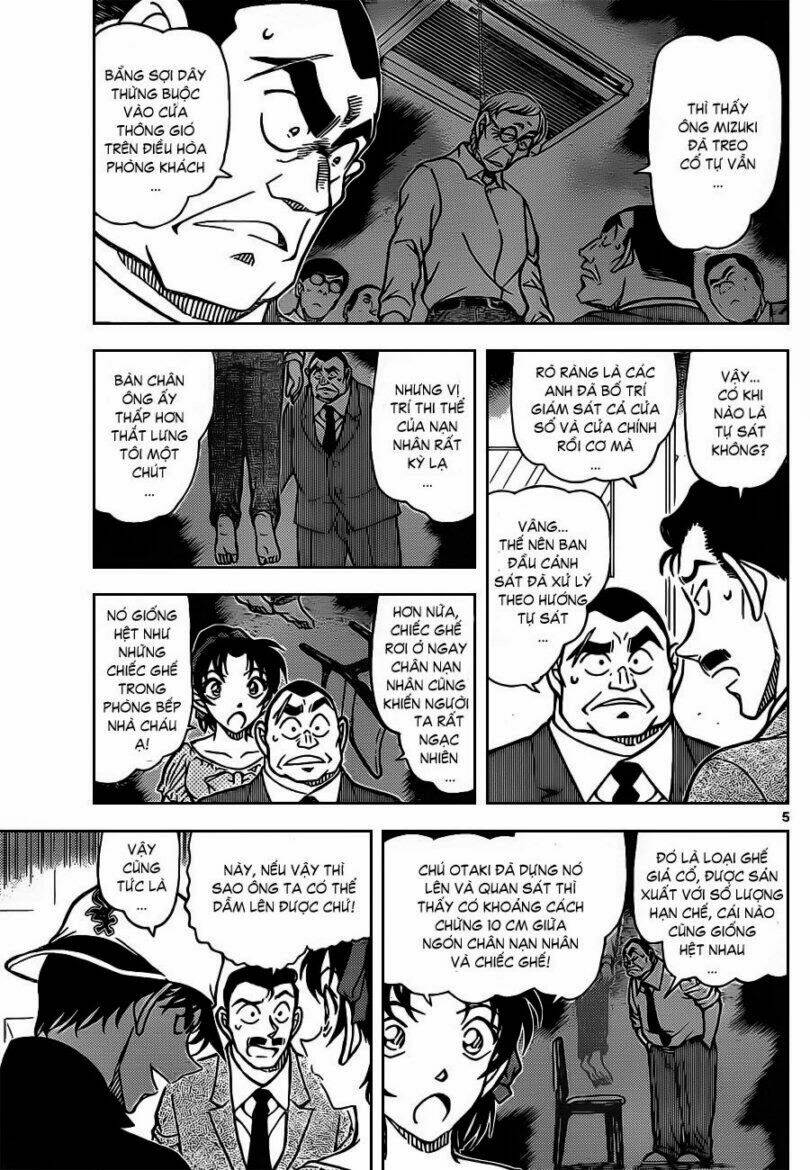 THÌ THẤY
ÔNG MIZUKI
ĐÃ TREO
CỔ TỰ VẪN
...
BẰNG SỢI DÂY
THỪNG BUỘC
VÀO CỬA
THÔNG GIÓ
TRÊN ĐIỀU HÒA
PHÒNG KHÁCH
...
VẬY...
CÓ KHI
NÀO LÀ
TỰ SÁT
KHÔNG?
RÕ RÀNG LÀ CÁC
ANH ĐÃ BỐ TRÍ
GIÁM SÁT CẢ CỬA
SỔ VÀ CỬA CHÍNH
RỒI CƠ MÀ
...
VÂNG...
THẾ NÊN BAN
ĐẦU CẢNH
SÁT ĐÃ XỬ LÝ
THEO HƯỚNG
TỰ SÁT
...
NHƯNG VỊ
TRÍ THI THỂ
CỦA NẠN
NHÂN RẤT
KỲ LẠ
...
BÀN CHÂN
ÔNG ẤY
THẤP HƠN
THẮT LƯNG
TÔI MỘT
CHÚT
...
HƠN NỮA,
CHIẾC GHẾ
RƠI Ở NGAY
CHÂN NẠN
NHÂN CŨNG
KHIẾN NGƯỜI
TA RẤT
NGẠC
NHIÊN
...
NÓ GIỐNG
HỆT NHƯ
NHỮNG
CHIẾC GHẾ
TRONG
PHÒNG BẾP
NHÀ CHÁU
Ạ!
5
ĐÓ LÀ LOẠI GHẾ
GIẢ CỔ, ĐƯỢC SẢN
XUẤT VỚI SỐ LƯỢNG
HẠN CHẾ, CÁI NÀO
CŨNG GIỐNG
HỆT NHAU
...
CHÚ OTAKI ĐÃ DỰNG NÓ
LÊN VÀ QUAN SÁT THÌ
THẤY CÓ KHOẢNG CÁCH
CHỪNG 10 CM GIỮA
NGÓN CHÂN NẠN NHÂN
VÀ CHIẾC GHẾ!
NÀY, NẾU VẬY THÌ
SAO ÔNG TA CÓ THỂ
DẪM LÊN ĐƯỢC CHỨ!
VẬY
CŨNG
TỨC LÀ
...